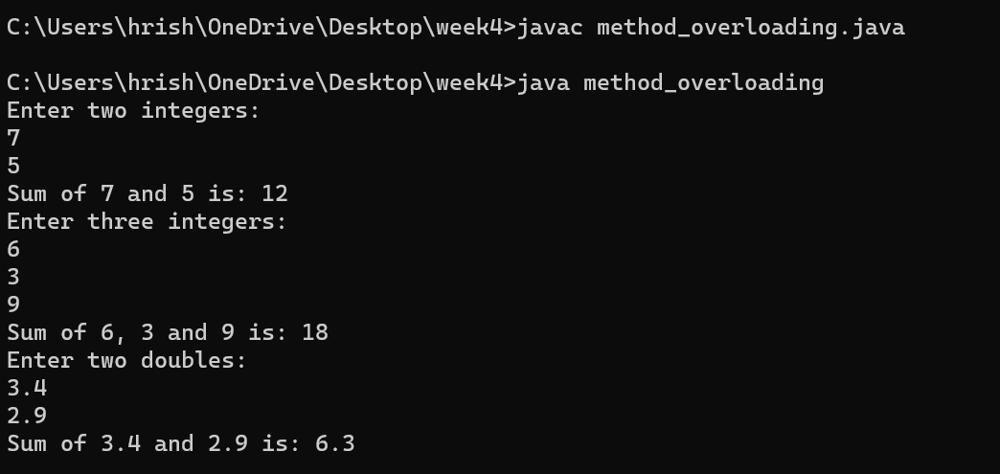 C:\Users\hrish\OneDrive\Desktop\week4>javac method_overloading.java
C:\Users\hrish\OneDrive\Desktop\week4>java method_overloading
Enter two integers:
7
5
Sum of 7 and 5 is: 12
Enter three integers:
6
3
9
Sum of 6, 3 and 9 is: 18
Enter two doubles:
3.4
2.9
Sum of 3.4 and 2.9 is: 6.3